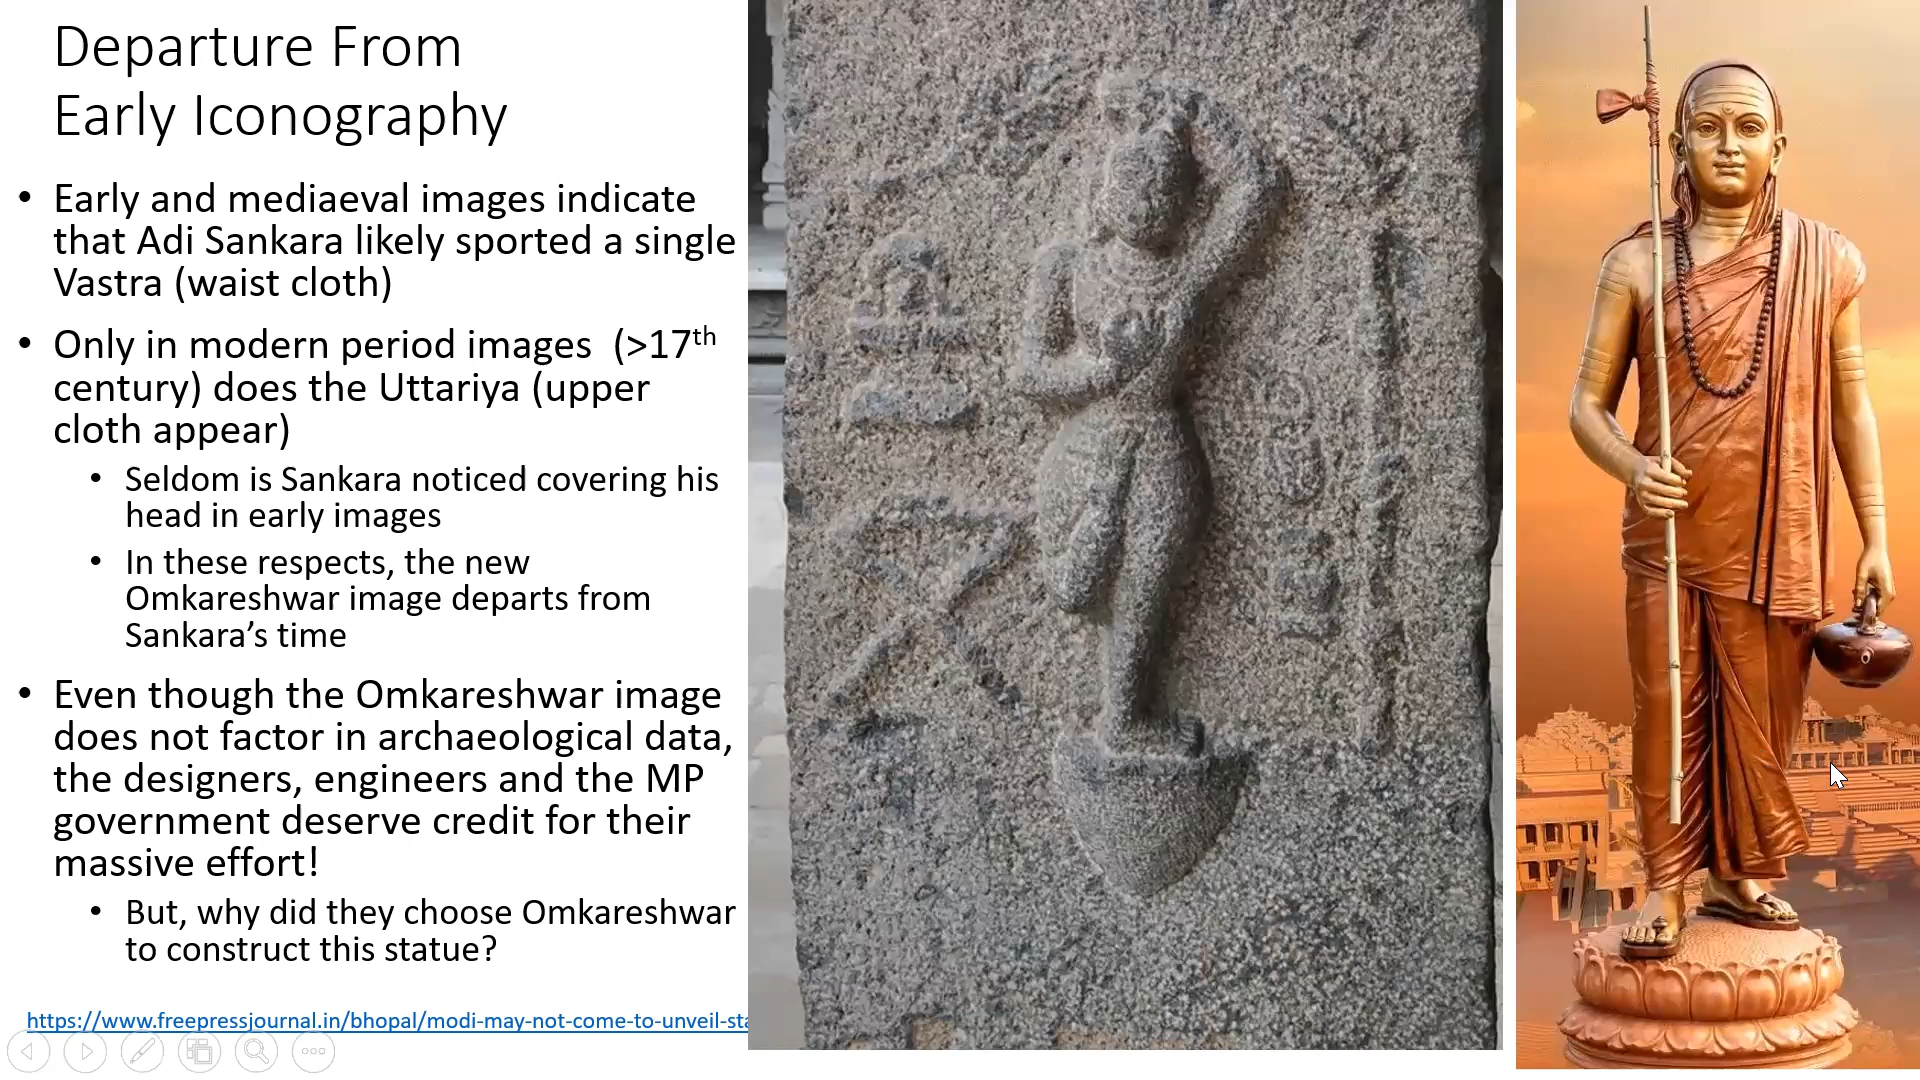 Departure From
Early Iconography
• Early and mediaeval images indicate
that Adi Sankara likely sported a single
Vastra (waist cloth)
• Only in modern period images  (>17th
century) does the Uttariya (upper
cloth appear)
• Seldom is Sankara noticed covering his
head in early images
• In these respects, the new
Omkareshwar image departs from
Sankara’s time
• Even though the Omkareshwar image
does not factor in archaeological data,
the designers, engineers and the MP
government deserve credit for their
massive effort!
• But, why did they choose Omkareshwar
to construct this statue?
https://www.freepressjournal.in/bhopal/modi-may-not-come-to-unveil-sta